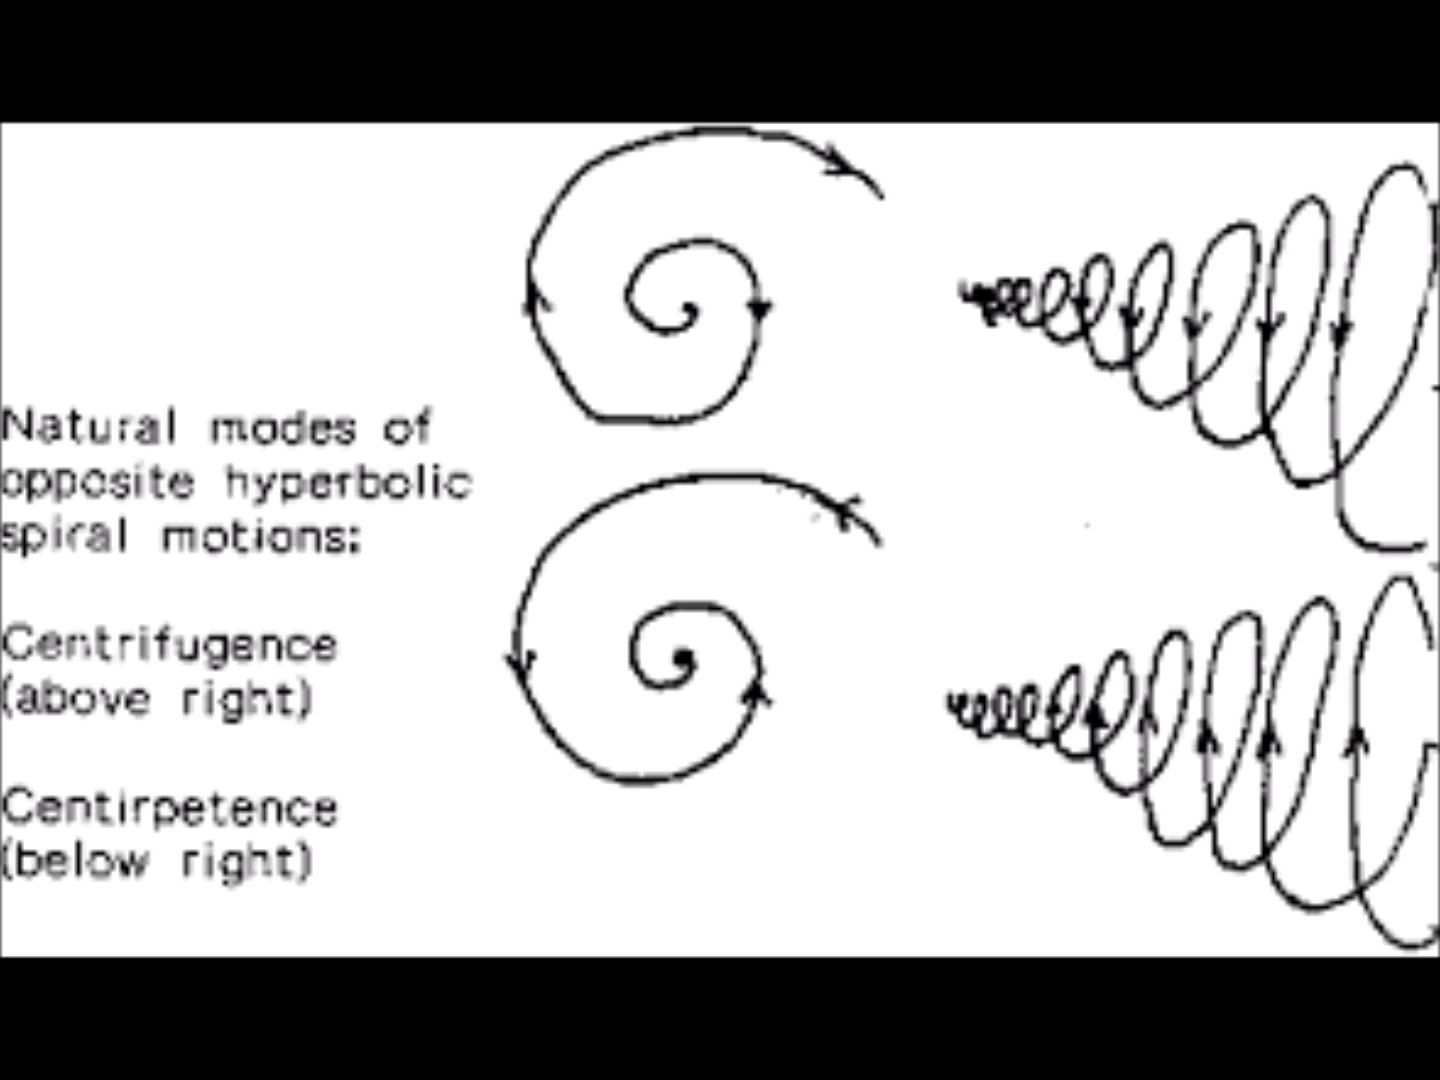 Natural modes of
opposite hyperbolic
spiral motions:
Centrifugence
(above right)
Centirpetence
(below right)